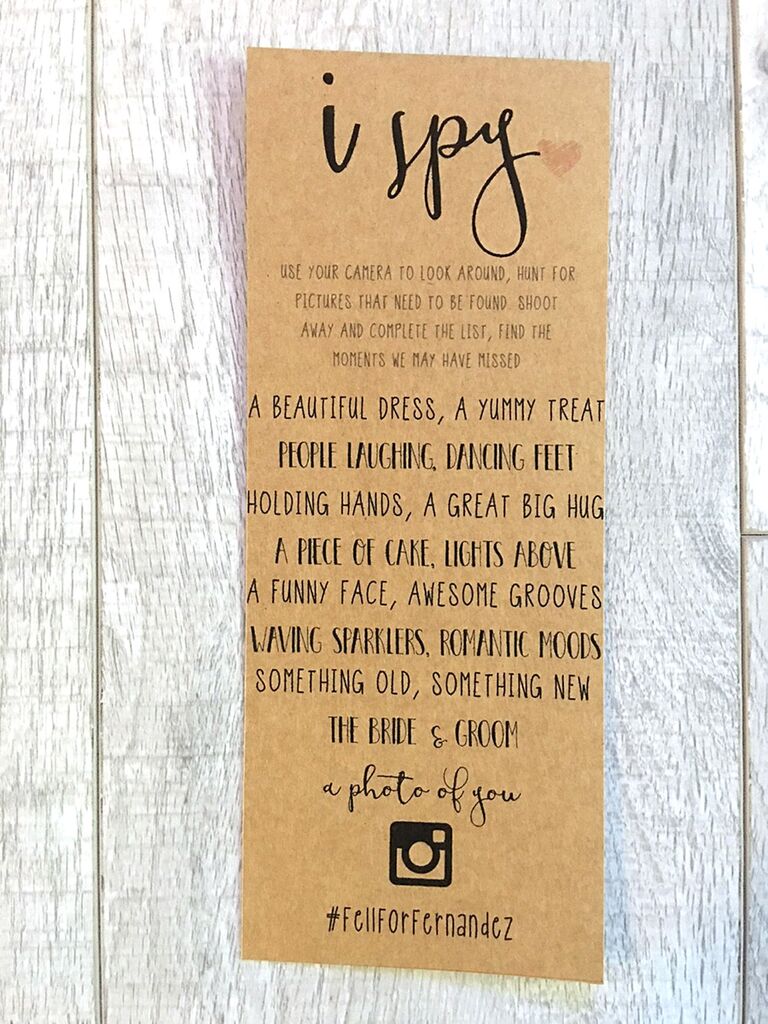 i spy
USE YOUR CAMERA TO LOOK AROUND, HUNT FOR
PICTURES THAT NEED TO BE FOUND. SHOOT
AWAY AND COMPLETE THE LIST, FIND THE
MOMENTS WE MAY HAVE MISSED
A BEAUTIFUL DRESS, A YUMMY TREAT
PEOPLE LAUGHING, DANCING FEET
HOLDING HANDS, A GREAT BIG HUG
A PIECE OF CAKE, LIGHTS ABOVE
A FUNNY FACE, AWESOME GROOVES
WAVING SPARKLERS, ROMANTIC MOODS
SOMETHING OLD, SOMETHING NEW
THE BRIDE & GROOM
a photo of you
#FellForFernandez